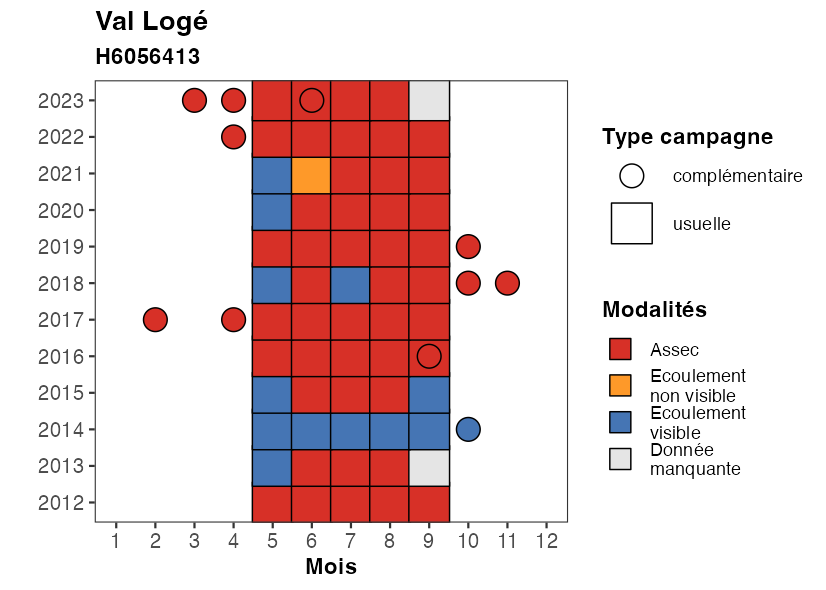 Val Logé
H6056413
2023
2022
2021
2020
2019
2018
2017
2016
2015
2014
2013
2012
1 2 3 4 5 6 7 8 9 10 11 12
Mois
Type campagne
complémentaire
usuelle
Modalités
Assec
Ecoulement
non visible
Ecoulement
visible
Donnée
manquante